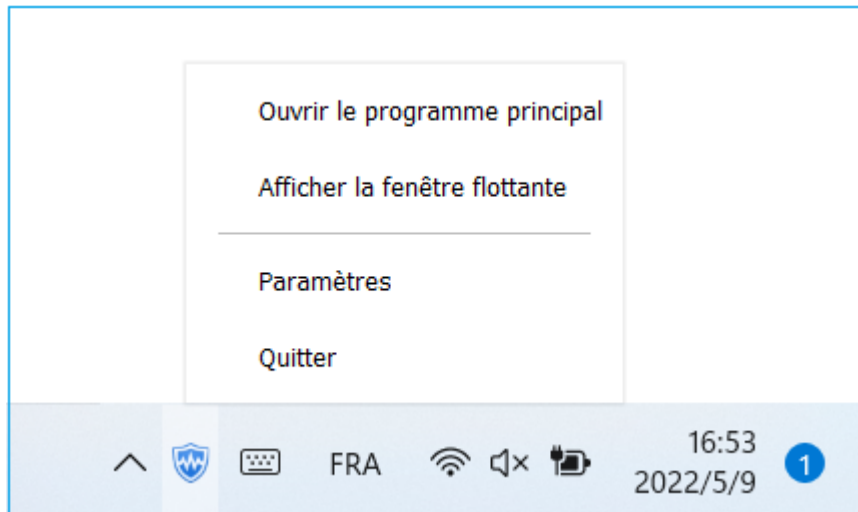 Ouvrir le programme principal
Afficher la fenêtre flottante
Paramètres
Quitter
FRA
16:53
2022/5/9
1